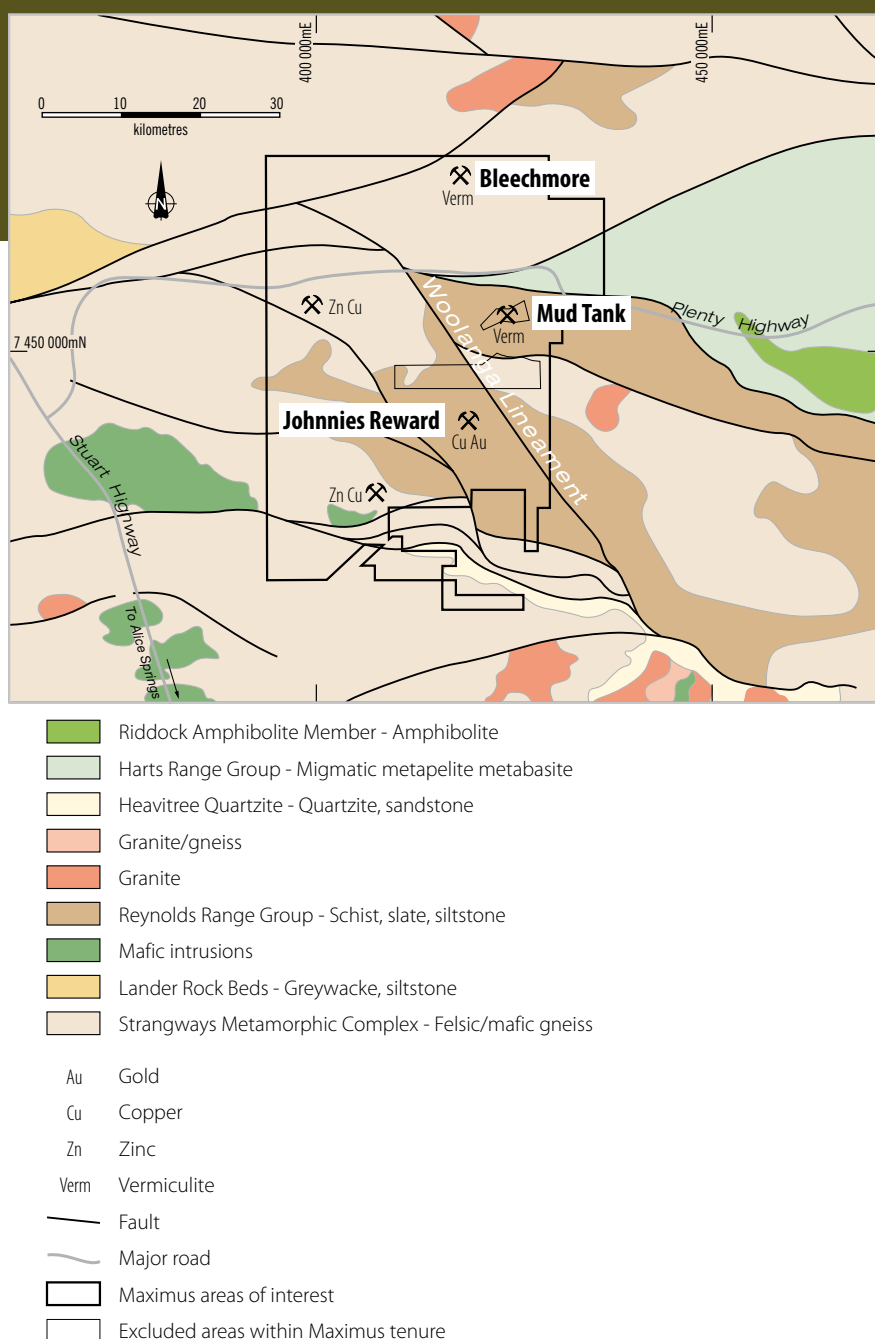 400 000mE
450 000mE
0 10 20 30
kilometres
N
Bleechmore
Verm
Zn Cu
Woolanga Lineament
Mud Tank
Verm
Plenty Highway
7 450 000mN
Johnnies Reward
Cu Au
Zn Cu
Stuart Highway
To Alice Springs
Riddock Amphibolite Member - Amphibolite
Harts Range Group - Migmatic metapelite metabasite
Heavitree Quartzite - Quartzite, sandstone
Granite/gneiss
Granite
Reynolds Range Group - Schist, slate, siltstone
Mafic intrusions
Lander Rock Beds - Greywacke, siltstone
Strangways Metamorphic Complex - Felsic/mafic gneiss
Au Gold
Cu Copper
Zn Zinc
Verm Vermiculite
Fault
Major road
Maximus areas of interest
Excluded areas within Maximus tenure